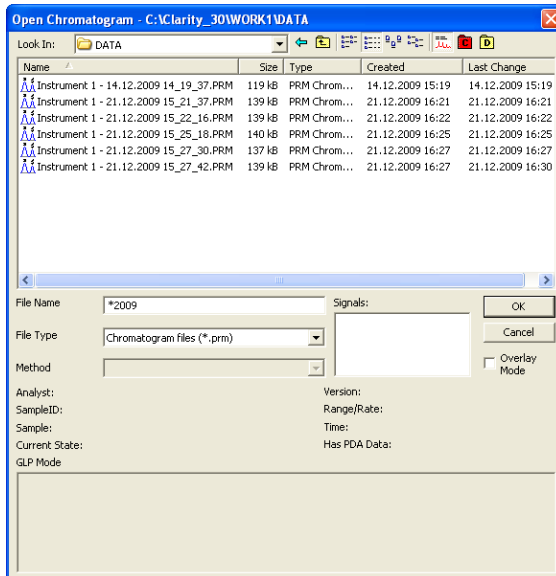 Open Chromatogram - C:\Clarity_30\WORK1\DATA
Look In: DATA
Name Size Type Created Last Change
Instrument 1 - 14.12.2009 14_19_37.PRM 119 kB PRM Chrom... 14.12.2009 15:19 14.12.2009 15:19
Instrument 1 - 21.12.2009 15_21_37.PRM 139 kB PRM Chrom... 21.12.2009 16:21 21.12.2009 16:21
Instrument 1 - 21.12.2009 15_22_16.PRM 139 kB PRM Chrom... 21.12.2009 16:22 21.12.2009 16:22
Instrument 1 - 21.12.2009 15_25_18.PRM 140 kB PRM Chrom... 21.12.2009 16:25 21.12.2009 16:25
Instrument 1 - 21.12.2009 15_27_30.PRM 137 kB PRM Chrom... 21.12.2009 16:27 21.12.2009 16:27
Instrument 1 - 21.12.2009 15_27_42.PRM 139 kB PRM Chrom... 21.12.2009 16:27 21.12.2009 16:30
File Name *2009 Signals: OK
File Type Chromatogram files (*.prm) Cancel
Method Overlay Mode
Analyst: Version:
SampleID: Range/Rate:
Sample: Time:
Current State: Has PDA Data:
GLP Mode